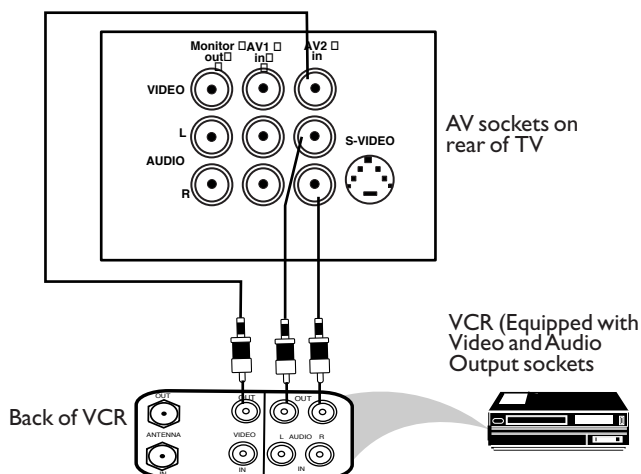 Monitor AV1 AV2
out in in
VIDEO
L
S-VIDEO
AUDIO
R
AV sockets on
rear of TV
VCR (Equipped with
Video and Audio
Output sockets
Back of VCR
OUT OUT OUT
ANTENNA VIDEO L AUDIO R
IN IN IN